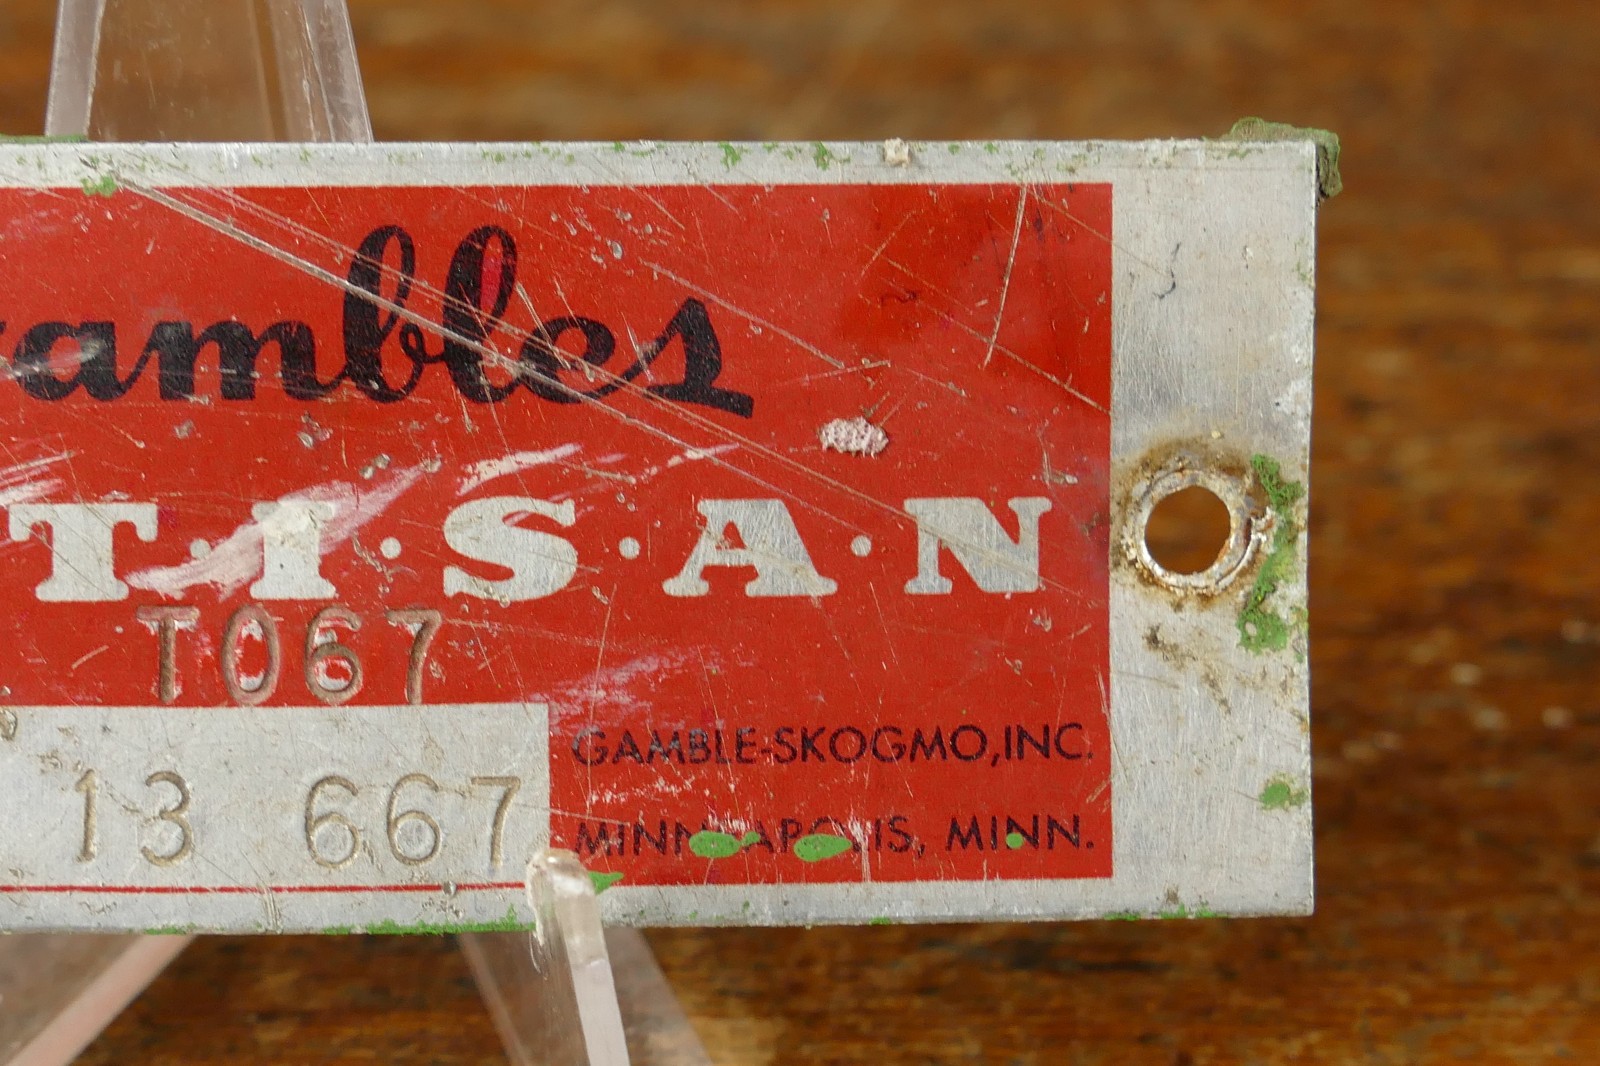 ambles
T·I·S·A·N
T067
13 667
GAMBLE-SKOGMO, INC.
MINNEAPOLIS, MINN.